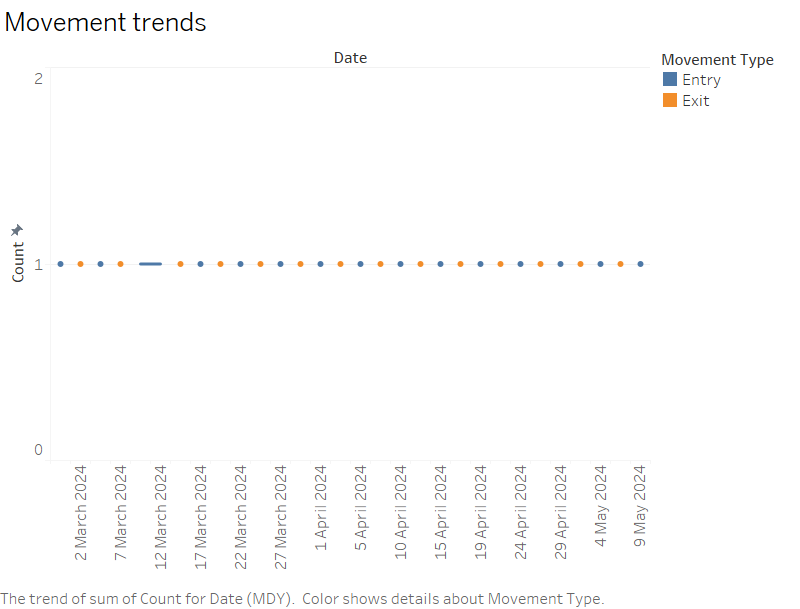 Movement trends
Date
Movement Type
Entry
Exit
2
1
0
Count
2 March 2024
7 March 2024
12 March 2024
17 March 2024
22 March 2024
27 March 2024
1 April 2024
5 April 2024
10 April 2024
15 April 2024
19 April 2024
24 April 2024
29 April 2024
4 May 2024
9 May 2024
The trend of sum of Count for Date (MDY).  Color shows details about Movement Type.